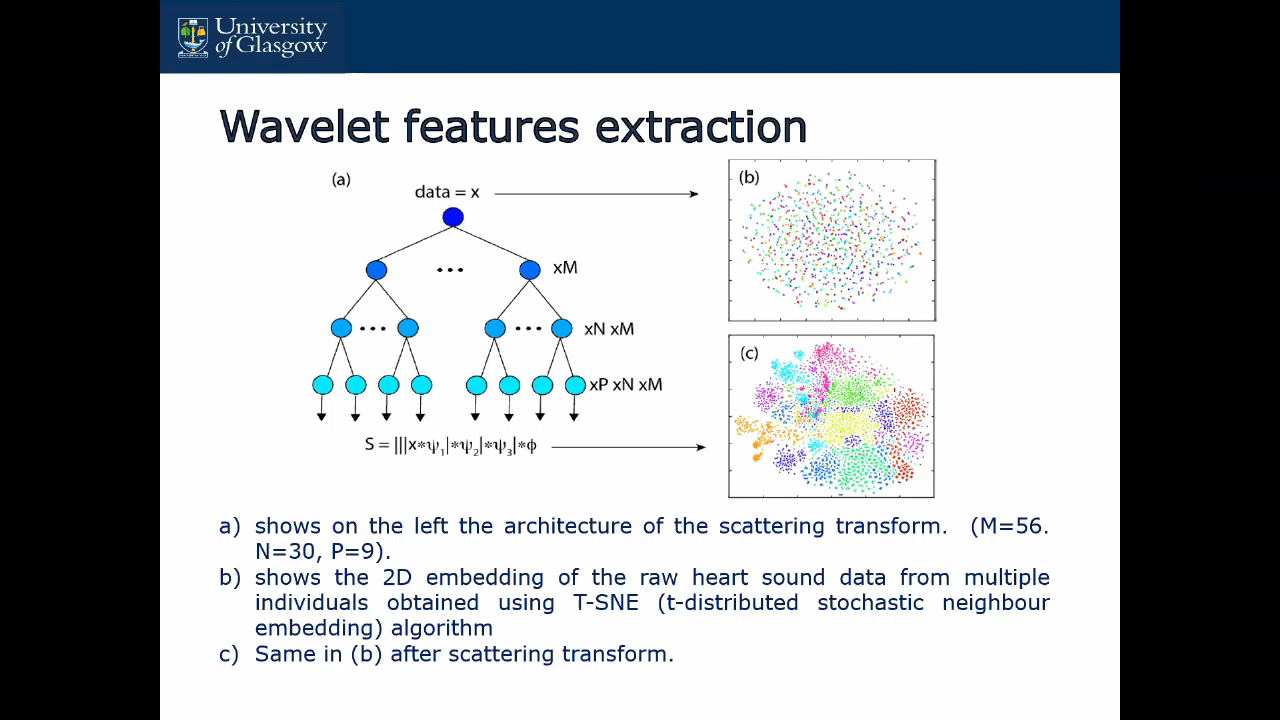 University
of Glasgow
Wavelet features extraction
(a)
data = x
xM
xN xM
xP xN xM
S = |||x*ψ1|*ψ2|*ψ3|*ϕ
(b)
(c)
a) shows on the left the architecture of the scattering transform. (M=56.
N=30, P=9).
b) shows the 2D embedding of the raw heart sound data from multiple
individuals obtained using T-SNE (t-distributed stochastic neighbour
embedding) algorithm
c) Same in (b) after scattering transform.